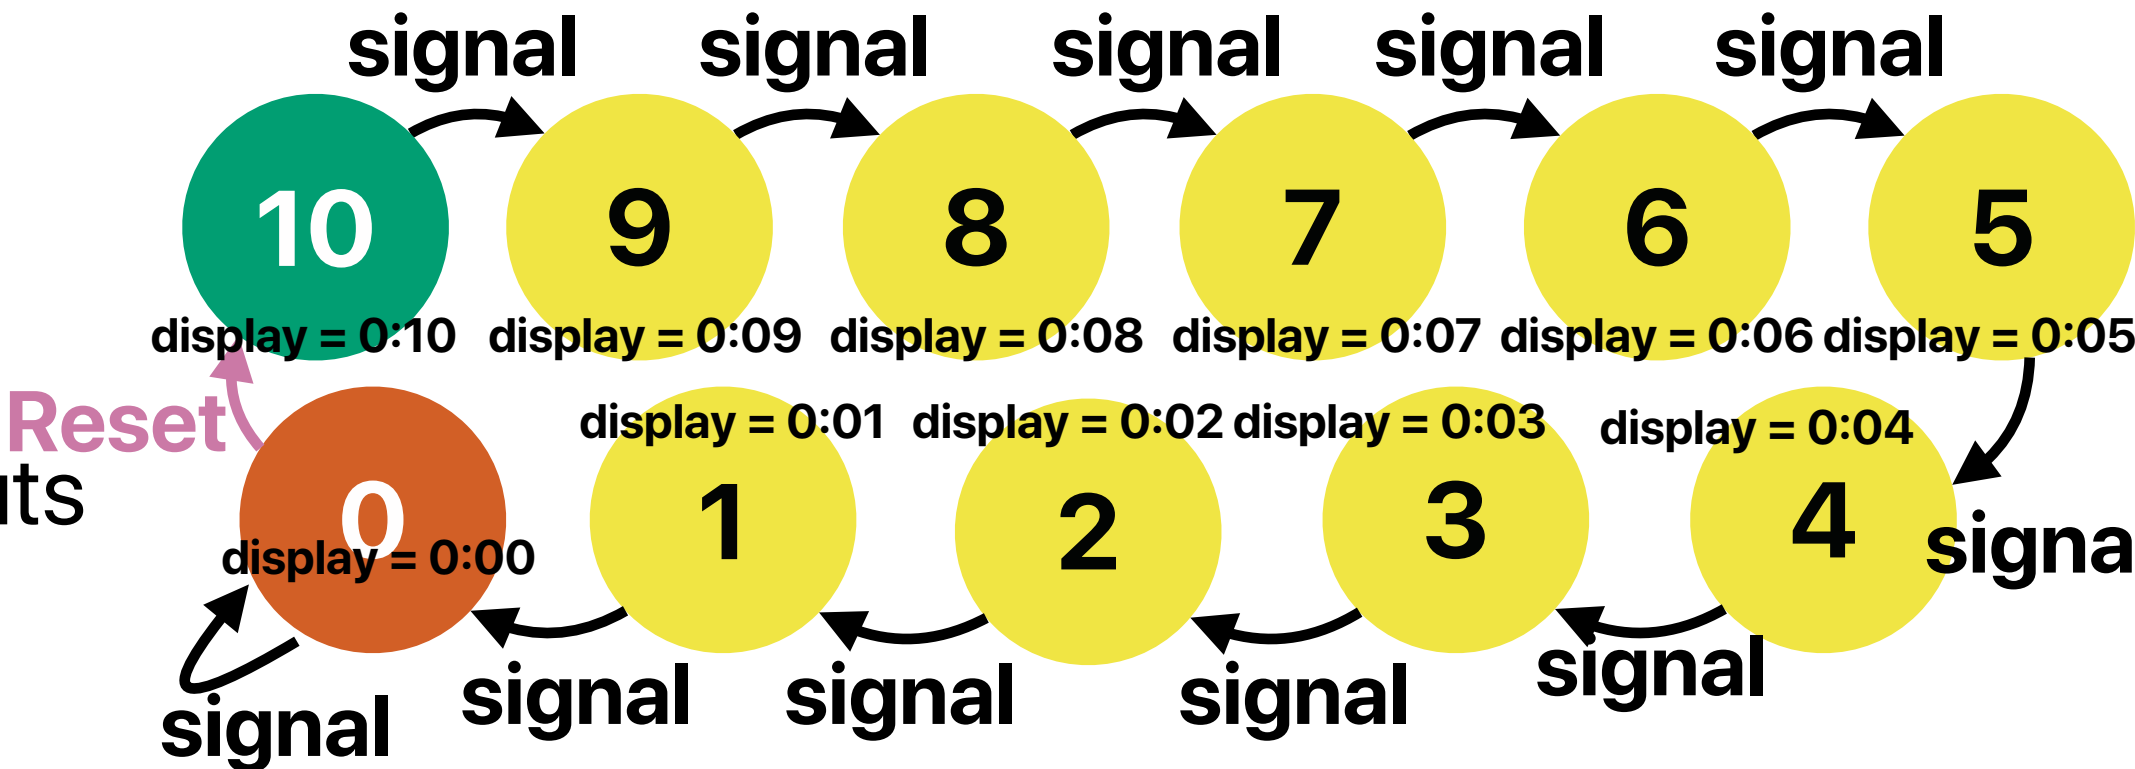 signal signal signal signal signal
10 9 8 7 6 5
display = 0:10 display = 0:09 display = 0:08 display = 0:07 display = 0:06 display = 0:05
Reset
display = 0:01 display = 0:02 display = 0:03 display = 0:04
uts
0 1 2 3 4
signa
display = 0:00
signal signal signal signal
signal